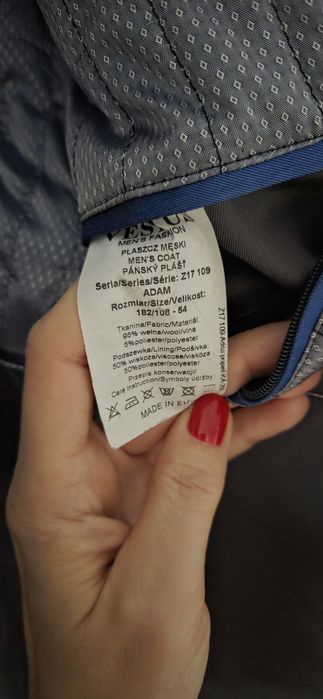 MEN'S FASHION
PŁASZCZ MĘSKI
MEN'S COAT
PÁNSKÝ PLÁŠŤ
Seria/Series/Série: Z17 109
ADAM
Rozmiar/Size/Velikost:
182/108 - 54
Tkanina/Fabric/Materiál:
95% wełna/wool/vlna
5% poliester/polyester
Podszewka/Lining/Podšívka
50% wiskoza/viscose/viskóza
50% poliester/polyester
Przepis konserwacji/
Care instruction/Symboly údržby
MADE IN EU
Z17 109